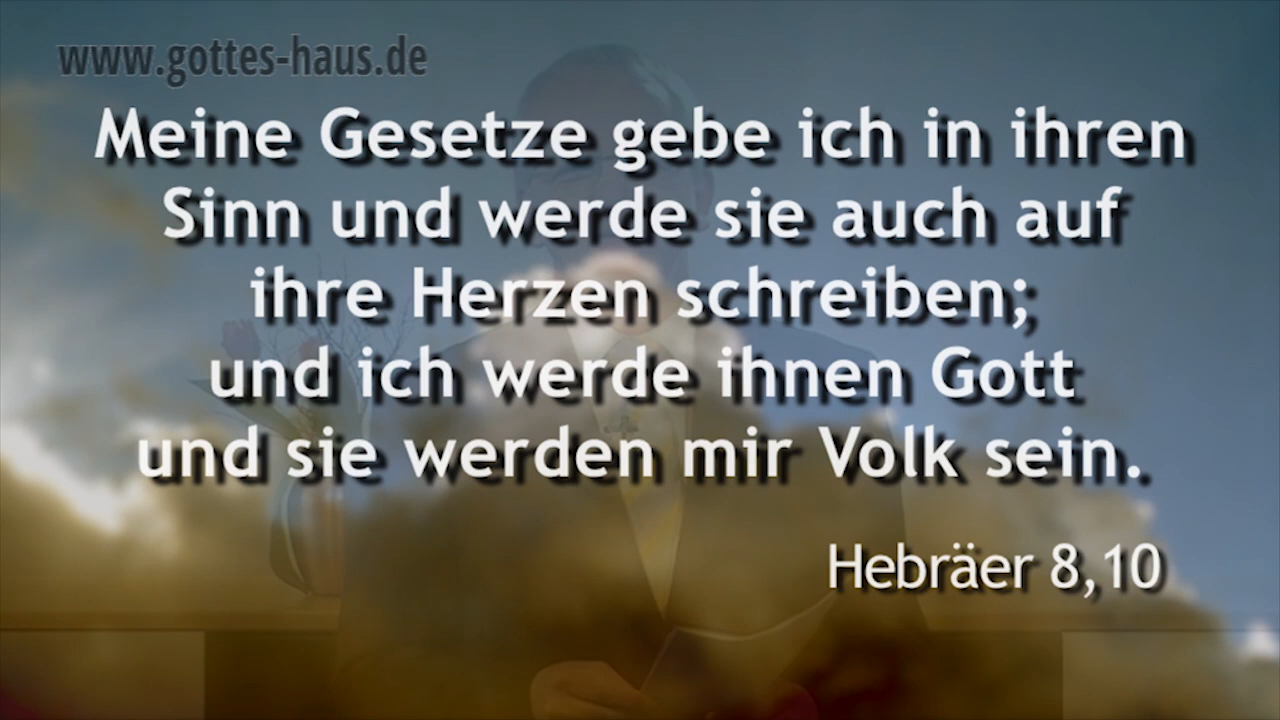 www.gottes-haus.de
Meine Gesetze gebe ich in ihren
Sinn und werde sie auch auf
ihre Herzen schreiben;
und ich werde ihnen Gott
und sie werden mir Volk sein.
Hebräer 8,10